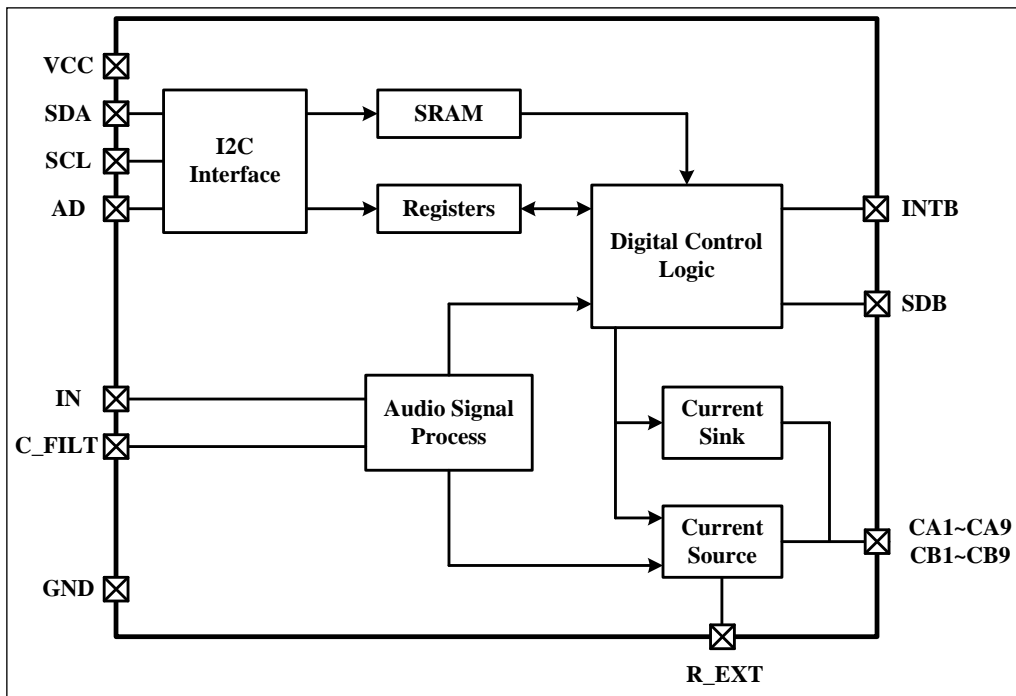 VCC
SDA
SCL
AD
I2C
Interface
SRAM
Registers
Digital Control
Logic
INTB
SDB
IN
C_FILT
Audio Signal
Process
Current
Sink
Current
Source
CA1~CA9
CB1~CB9
GND
R_EXT